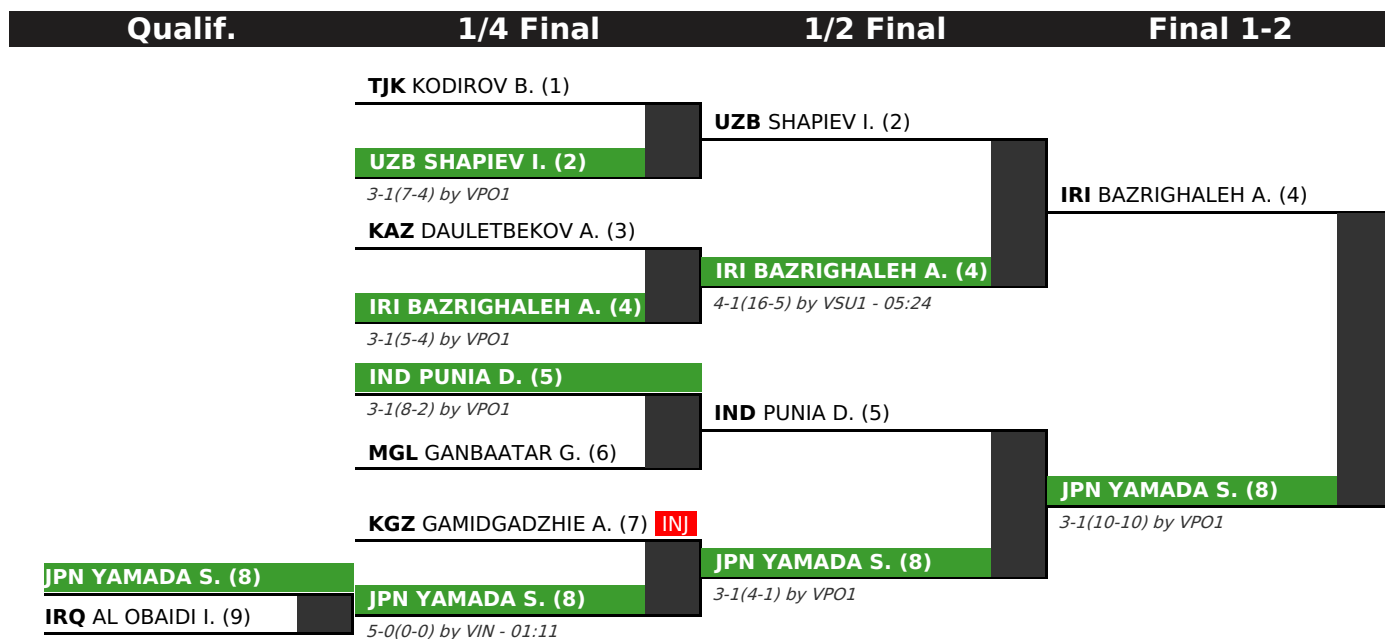 Qualif. 1/4 Final 1/2 Final Final 1-2
TJK KODIROV B. (1)
UZB SHAPIEV I. (2)
3-1(7-4) by VPO1
KAZ DAULETBEKOV A. (3)
IRI BAZRIGHALEH A. (4)
3-1(5-4) by VPO1
IND PUNIA D. (5)
3-1(8-2) by VPO1
MGL GANBAATAR G. (6)
KGZ GAMIDGADZHIE A. (7) INJ
JPN YAMADA S. (8)
IRQ AL OBAIDI I. (9)
JPN YAMADA S. (8)
5-0(0-0) by VIN - 01:11
UZB SHAPIEV I. (2)
IRI BAZRIGHALEH A. (4)
4-1(16-5) by VSU1 - 05:24
IND PUNIA D. (5)
JPN YAMADA S. (8)
3-1(4-1) by VPO1
IRI BAZRIGHALEH A. (4)
JPN YAMADA S. (8)
3-1(10-10) by VPO1